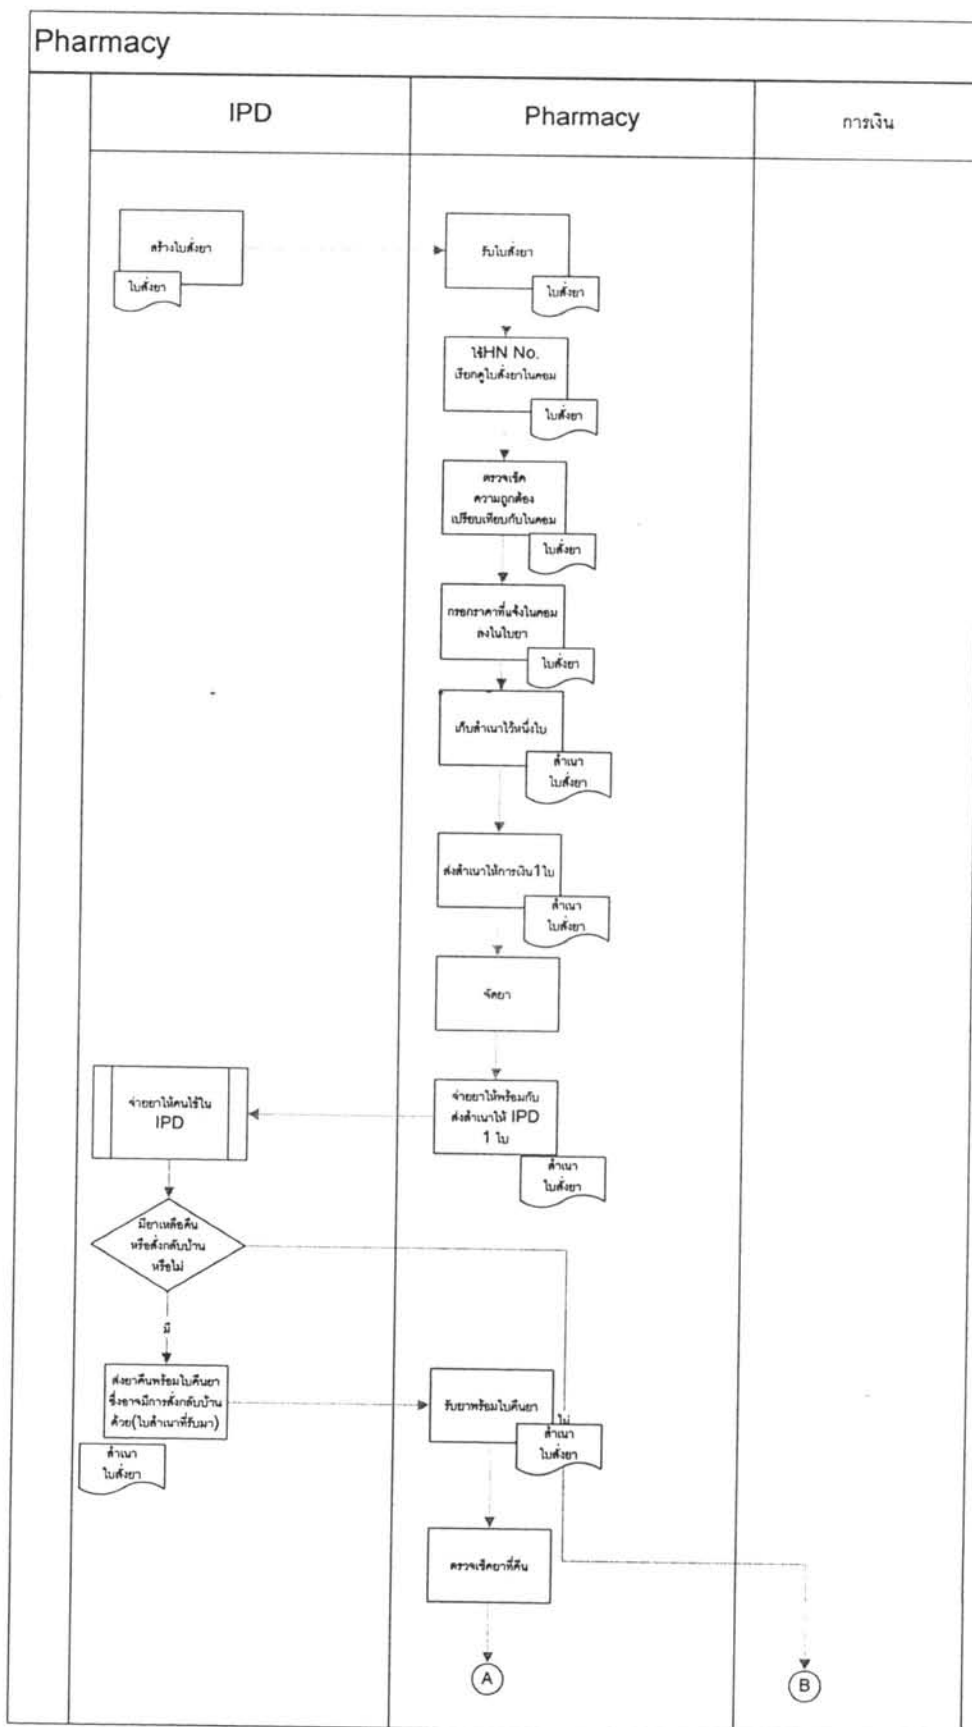 Pharmacy
IPD
Pharmacy
การเงิน
สร้างใบสั่งยา
ใบสั่งยา
รับใบสั่งยา
ใบสั่งยา
ใช้HN No.
เรียกดูใบสั่งยาในคอม
ใบสั่งยา
ตรวจเช็ค
ความถูกต้อง
เปรียบเทียบกับในคอม
ใบสั่งยา
กรอกราคาที่แจ้งในคอม
ลงในใบยา
ใบสั่งยา
เก็บสำเนาไว้หนึ่งใบ
สำเนา
ใบสั่งยา
ส่งสำเนาให้การเงิน 1 ใบ
สำเนา
ใบสั่งยา
จัดยา
จ่ายยาให้คนไข้ใน
IPD
จ่ายยาให้พร้อมกับ
ส่งสำเนาให้ IPD
1 ใบ
สำเนา
ใบสั่งยา
มียาเหลือคืน
หรือสั่งกลับบ้าน
หรือไม่
มี
ส่งยาคืนพร้อมใบคืนยา
ซึ่งอาจมีการสั่งกลับบ้าน
ด้วย(ใบสำเนาที่รับมา)
สำเนา
ใบสั่งยา
รับยาพร้อมใบคืนยา
ไม่
สำเนา
ใบสั่งยา
ตรวจเช็คยาที่คืน
A
B